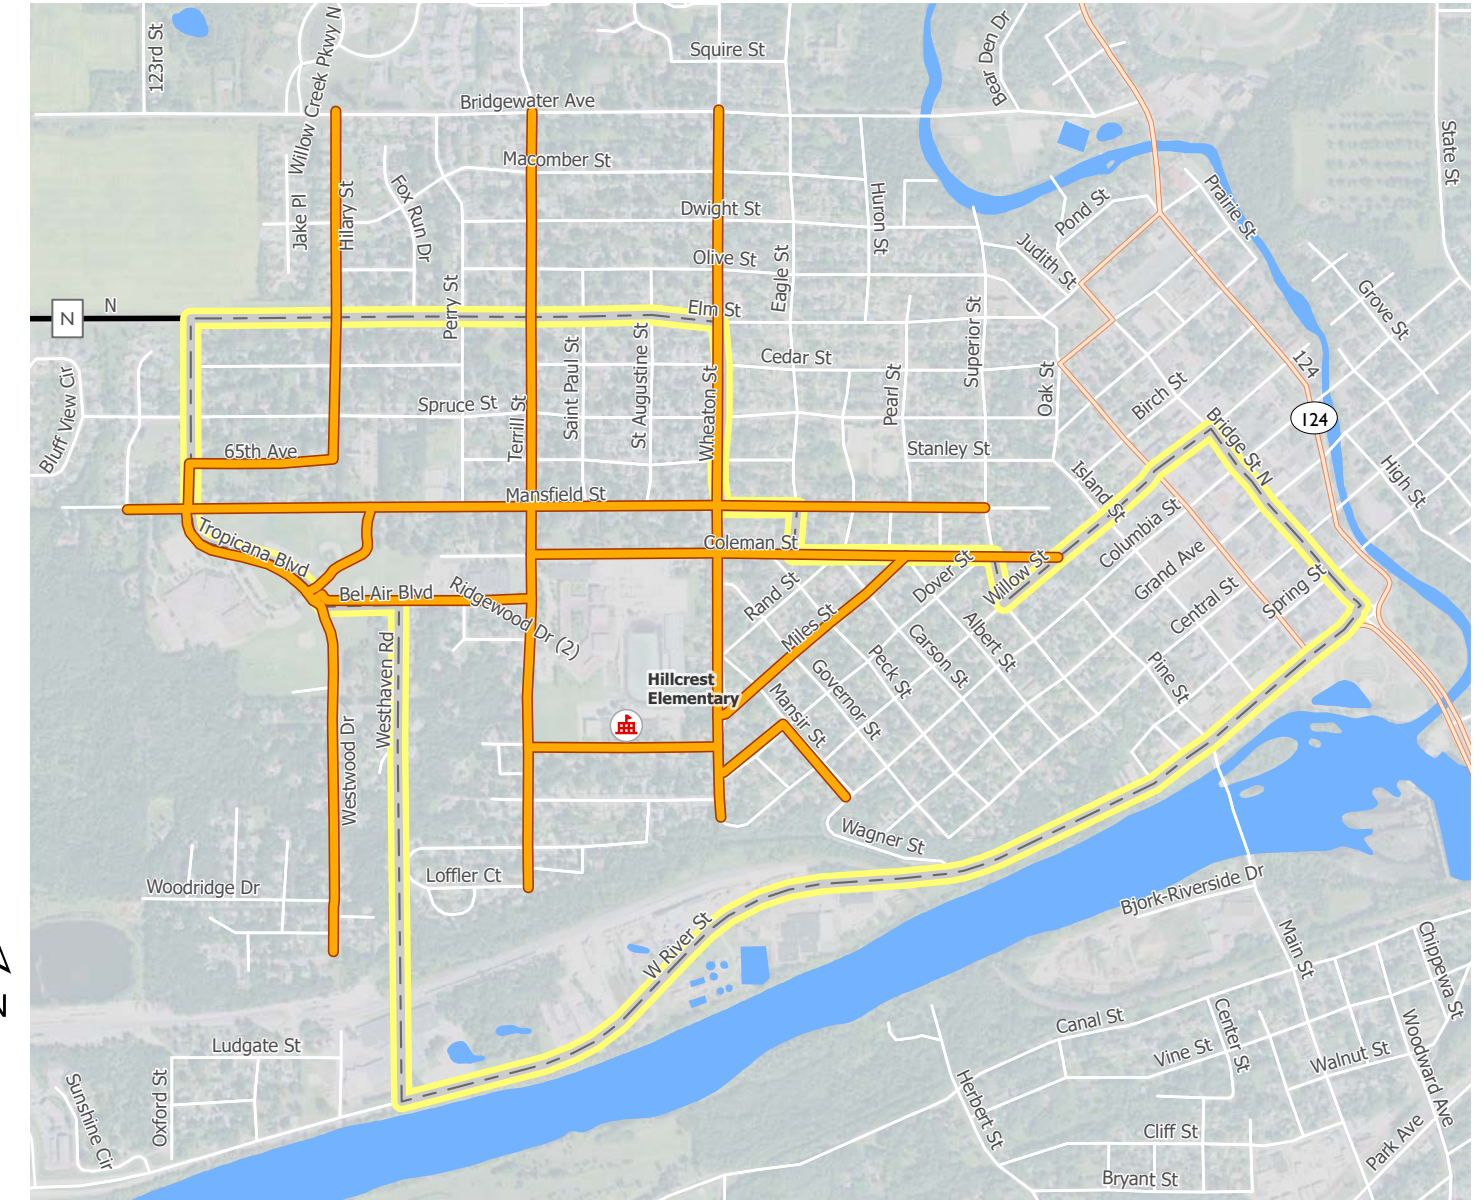 123rd St
Willow Creek Pkwy N
Squire St
Bear Den Dr
Bridgewater Ave
State St
Macomber St
Jake Pl
Hilary St
Fox Run Dr
Dwight St
Huron St
Pond St
Prairie St
Olive St
Eagle St
Judith St
N
N
Perry St
Elm St
Superior St
Grove St
Saint Paul St
St Augustine St
Cedar St
124
Bluff View Cir
Spruce St
Terrill St
Wheaton St
Pearl St
Oak St
Birch St
Bridge St N
124
65th Ave
Stanley St
Island St
High St
Mansfield St
Columbia St
Tropicana Blvd
Coleman St
Bel Air Blvd
Ridgewood Dr (2)
Rand St
Dover St
Willow St
Grand Ave
Central St
Spring St
Miles St
Albert St
Carson St
Peck St
Governor St
Pine St
Westhaven Rd
Hillcrest
Elementary
Mansir St
Westwood Dr
Wagner St
Woodridge Dr
Loffler Ct
Bjork-Riverside Dr
W River St
Main St
Chippewa St
N
Canal St
Center St
Vine St
Walnut St
Woodward Ave
Ludgate St
Sunshine Cir
Oxford St
Herbert St
Cliff St
Park Ave
Bryant St